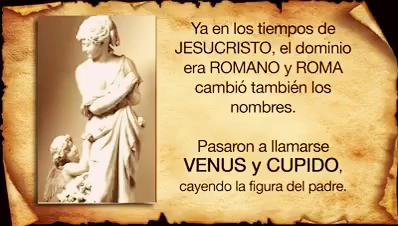 Ya en los tiempos de
JESUCRISTO, el dominio
era ROMANO y ROMA
cambió también los
nombres.
Pasaron a llamarse
VENUS y CUPIDO,
cayendo la figura del padre.